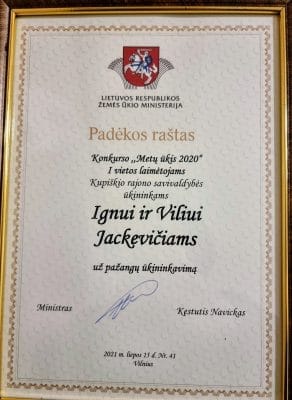 LIETUVOS RESPUBLIKOS
ŽEMĖS ŪKIO MINISTERIJA
Padėkos raštas
Konkurso „Metų ūkis 2020“
I vietos laimėtojams
Kupiškio rajono savivaldybės
ūkininkams
Ignui ir Viliui
Jackevičiams
už pažangų ūkininkavimą
Ministras Kęstutis Navickas
2021 m. liepos 15 d. Nr. 41
Vilnius